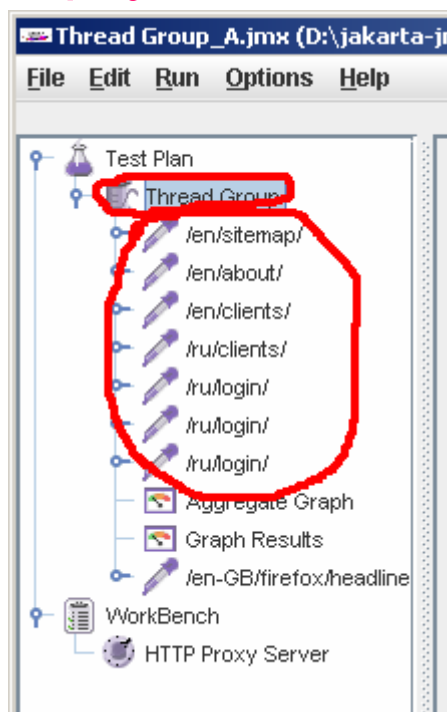 Thread Group_A.jmx (D:\jakarta-j
File Edit Run Options Help
Test Plan
Thread Group
/en/sitemap/
/en/about/
/en/clients/
/ru/clients/
/ru/login/
/ru/login/
/ru/login/
Aggregate Graph
Graph Results
/en-GB/firefox/headline
WorkBench
HTTP Proxy Server